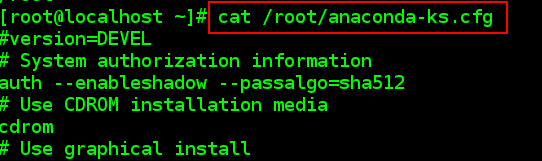 [root@localhost ~]# cat /root/anaconda-ks.cfg
#version=DEVEL
# System authorization information
auth --enableshadow --passalgo=sha512
# Use CDROM installation media
cdrom
# Use graphical install